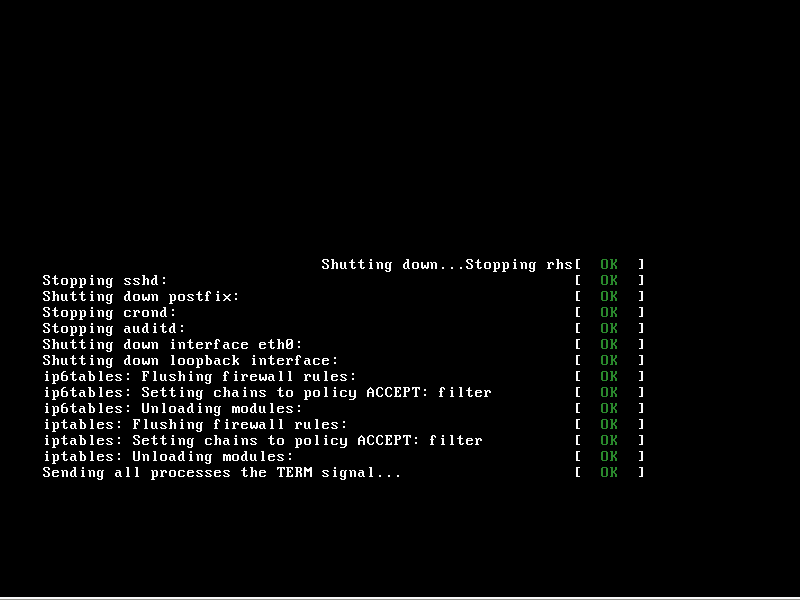 Shutting down...Stopping rhs[  OK  ]
Stopping sshd: [  OK  ]
Shutting down postfix: [  OK  ]
Stopping crond: [  OK  ]
Stopping auditd: [  OK  ]
Shutting down interface eth0: [  OK  ]
Shutting down loopback interface: [  OK  ]
ip6tables: Flushing firewall rules: [  OK  ]
ip6tables: Setting chains to policy ACCEPT: filter [  OK  ]
ip6tables: Unloading modules: [  OK  ]
iptables: Flushing firewall rules: [  OK  ]
iptables: Setting chains to policy ACCEPT: filter [  OK  ]
iptables: Unloading modules: [  OK  ]
Sending all processes the TERM signal... [  OK  ]